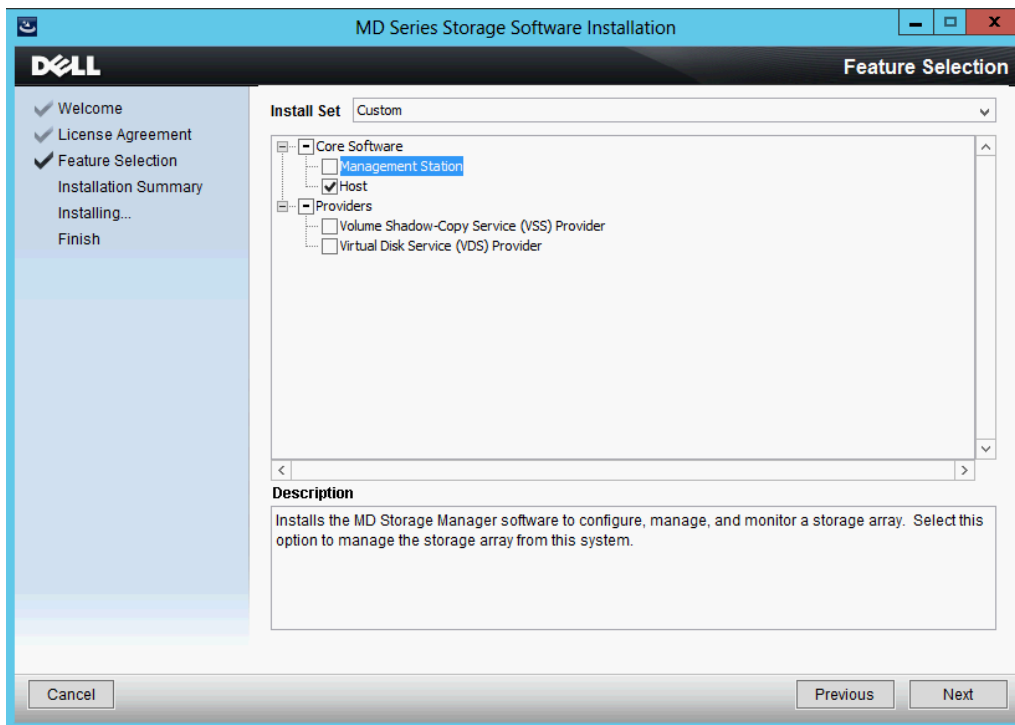 MD Series Storage Software Installation
DELL
Feature Selection
Welcome
License Agreement
Feature Selection
Installation Summary
Installing...
Finish
Install Set Custom
Core Software
Management Station
Host
Providers
Volume Shadow-Copy Service (VSS) Provider
Virtual Disk Service (VDS) Provider
Description
Installs the MD Storage Manager software to configure, manage, and monitor a storage array. Select this
option to manage the storage array from this system.
Cancel
Previous
Next